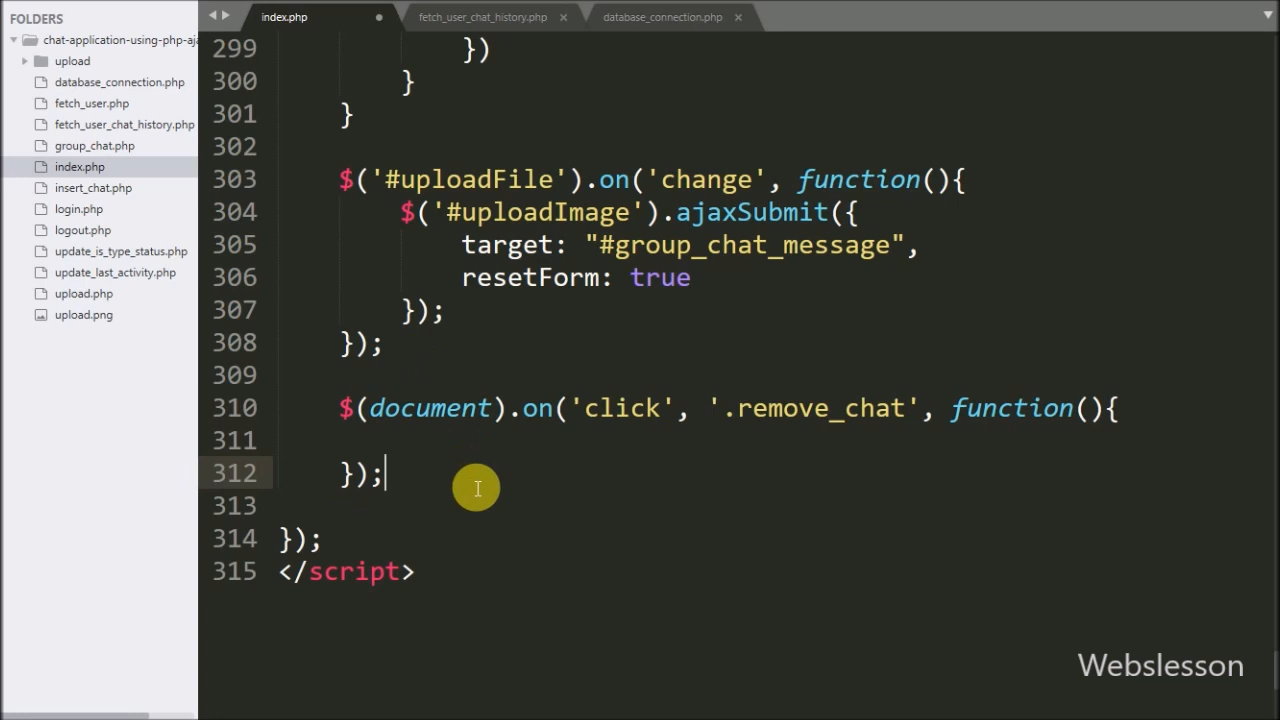 FOLDERS
chat-application-using-php-aj
upload
database_connection.php
fetch_user.php
fetch_user_chat_history.php
group_chat.php
index.php
insert_chat.php
login.php
logout.php
update_is_type_status.php
update_last_activity.php
upload.php
upload.png
index.php fetch_user_chat_history.php database_connection.php
299 })
300 }
301 }
302
303 $('#uploadFile').on('change', function(){
304 $('#uploadImage').ajaxSubmit({
305 target: "#group_chat_message",
306 resetForm: true
307 });
308 });
309
310 $(document).on('click', '.remove_chat', function(){
311
312 });
313
314 });
315 </script>
Webslesson